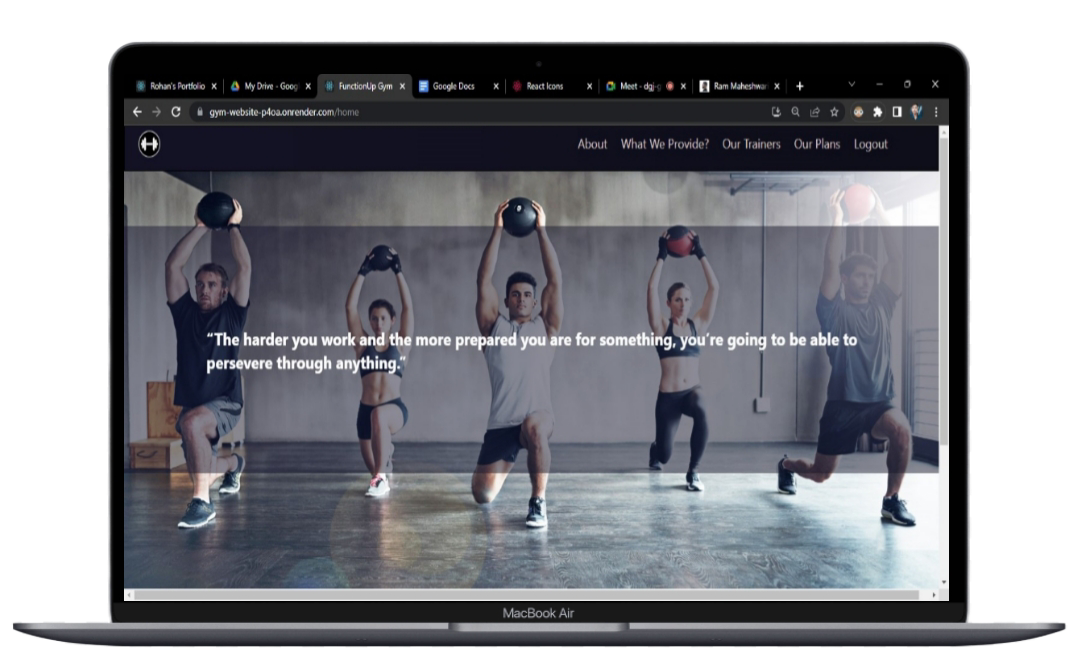 Rohan's Portfolio
My Drive - Goog
FunctionUp Gym
Google Docs
React Icons
Meet - dgj-
Ram Maheshwa
gym-website-p4oa.onrender.com/home
About What We Provide? Our Trainers Our Plans Logout
“The harder you work and the more prepared you are for something, you’re going to be able to
persevere through anything.”
MacBook Air